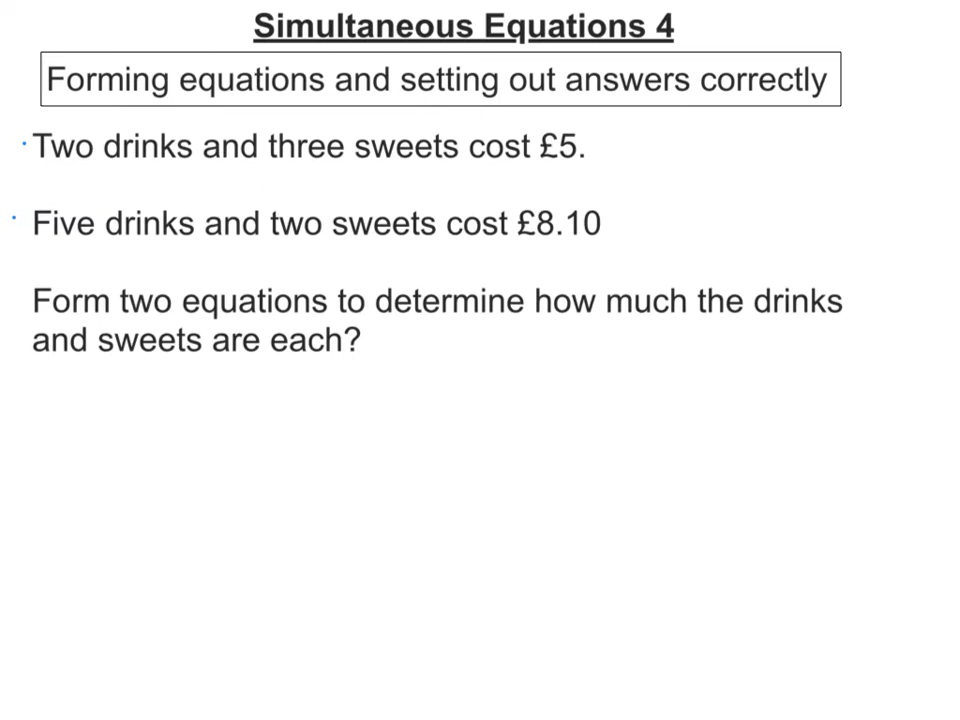 Simultaneous Equations 4
Forming equations and setting out answers correctly
Two drinks and three sweets cost £5.
Five drinks and two sweets cost £8.10
Form two equations to determine how much the drinks
and sweets are each?